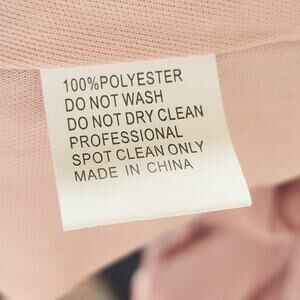 100%POLYESTER
DO NOT WASH
DO NOT DRY CLEAN
PROFESSIONAL
SPOT CLEAN ONLY
MADE IN CHINA